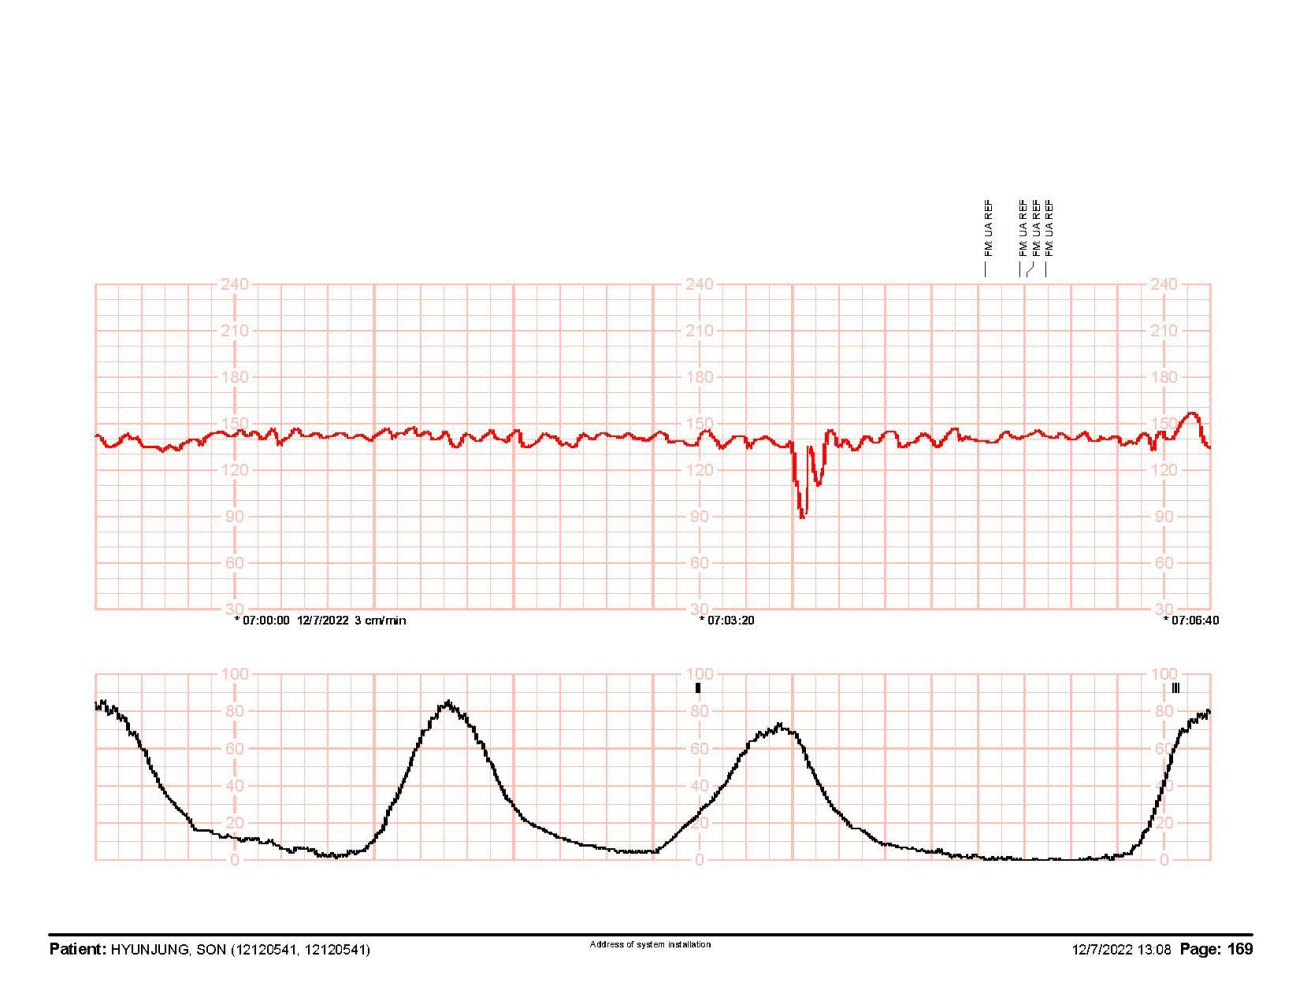 FM: UA REF
FM: UA REF
FM: UA REF
FM: UA REF
240 240 240
210 210 210
180 180 180
150 150 150
120 120 120
90 90 90
60 60 60
30 30 30
* 07:00:00 12/7/2022 3 cm/min * 07:03:20 * 07:06:40
100 100 100
80 80 80
60 60 60
40 40 40
20 20 20
0 0 0
Patient: HYUNJUNG, SON (12120541, 12120541) Address of system installation 12/7/2022 13:08 Page: 169